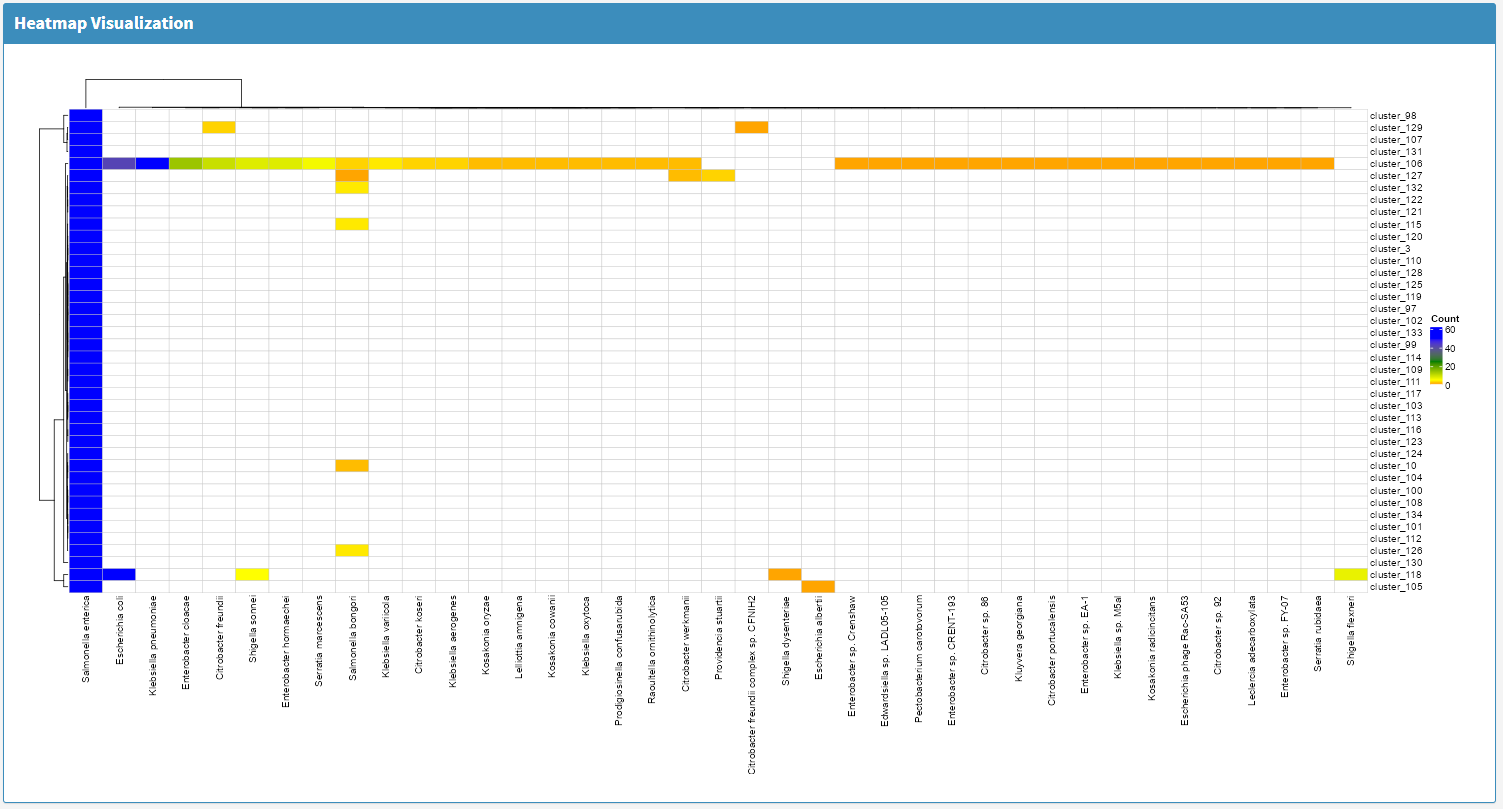 Heatmap Visualization
cluster_98
cluster_129
cluster_107
cluster_131
cluster_106
cluster_127
cluster_132
cluster_122
cluster_121
cluster_115
cluster_120
cluster_3
cluster_110
cluster_128
cluster_125
cluster_119
cluster_97
cluster_102
cluster_133
cluster_99
cluster_114
cluster_109
cluster_111
cluster_117
cluster_103
cluster_113
cluster_116
cluster_123
cluster_124
cluster_10
cluster_104
cluster_100
cluster_108
cluster_134
cluster_101
cluster_112
cluster_126
cluster_130
cluster_118
cluster_105
Count
60
40
20
0
Salmonella enterica
Escherichia coli
Klebsiella pneumoniae
Enterobacter cloacae
Citrobacter freundii
Shigella sonnei
Enterobacter hormaechei
Serratia marcescens
Salmonella bongori
Klebsiella variicola
Citrobacter koseri
Klebsiella aerogenes
Kosakonia oryzae
Lelliottia amnigena
Kosakonia cowanii
Klebsiella oxytoca
Prodigiosinella confusarubida
Raoultella ornithinolytica
Citrobacter werkmanii
Providencia stuartii
Citrobacter freundii complex sp. CFNIH2
Shigella dysenteriae
Escherichia albertii
Enterobacter sp. Crenshaw
Edwardsiella sp. LADL05-105
Pectobacterium carotovorum
Enterobacter sp. CRENT-193
Citrobacter sp. 86
Kluyvera georgiana
Citrobacter portucalensis
Enterobacter sp. EA-1
Klebsiella sp. M5al
Kosakonia radicincitans
Escherichia phage Rac-SA53
Citrobacter sp. 92
Leclercia adecarboxylata
Enterobacter sp. FY-07
Serratia rubidaea
Shigella flexneri